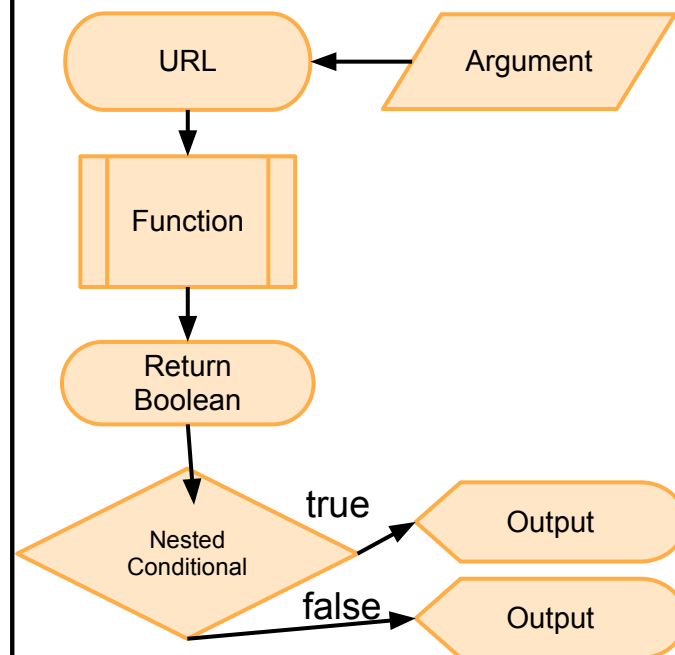 URL
Argument
Function
Return
Boolean
Nested
Conditional
true
Output
false
Output